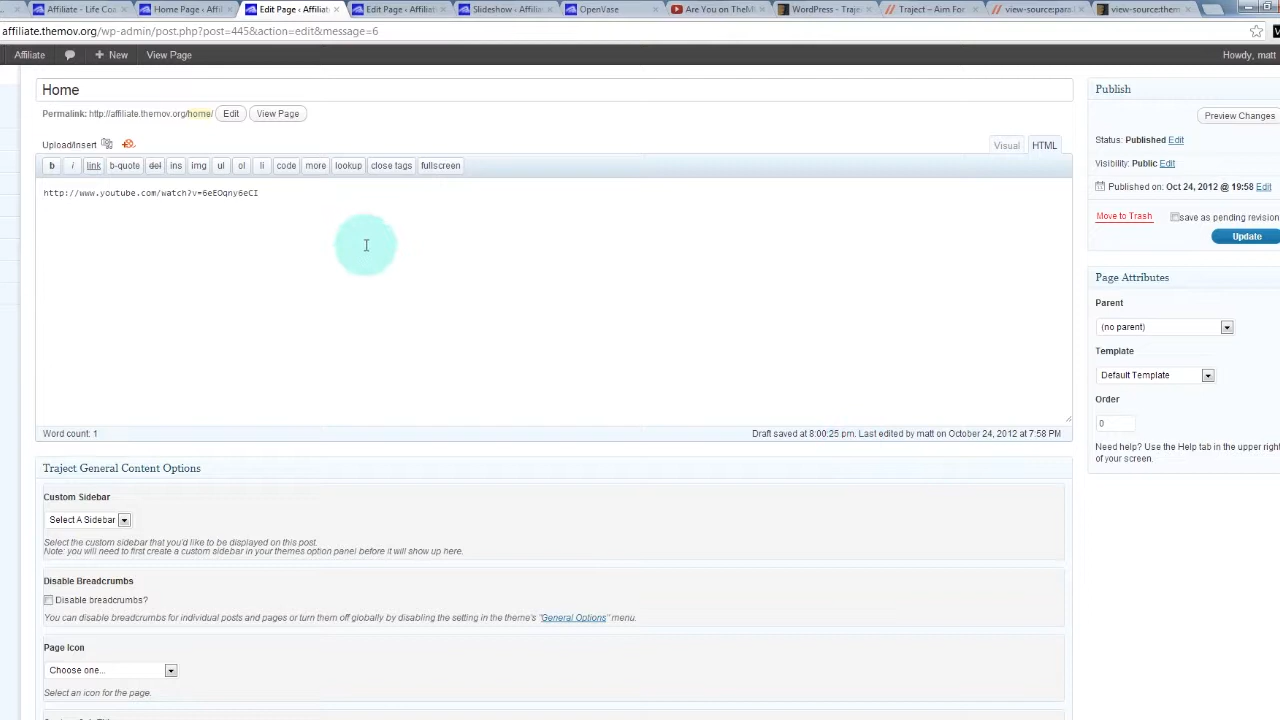 Affiliate - Life Co
Home Page ‹ Affili
Edit Page ‹ Affiliat
Edit Page ‹ Affiliat
Slideshow ‹ Affilia
OpenVase
Are You on TheM
WordPress - Traje
Traject – Aim For
view-source:para.
view-source:them
affiliate.themov.org/wp-admin/post.php?post=445&action=edit&message=6
Affiliate
New
View Page
Howdy, matt
Home
Publish
Permalink: http://affiliate.themov.org/home/
Edit
View Page
Preview Changes
Upload/Insert
Visual
HTML
Status: Published Edit
b
i
link
b-quote
del
ins
img
ul
ol
li
code
more
lookup
close tags
fullscreen
Visibility: Public Edit
http://www.youtube.com/watch?v=6eEOqny6eCI
Published on: Oct 24, 2012 @ 19:58 Edit
Move to Trash
save as pending revision
Update
Page Attributes
Parent
(no parent)
Template
Default Template
Order
0
Need help? Use the Help tab in the upper right
of your screen.
Word count: 1
Draft saved at 8:00:25 pm. Last edited by matt on October 24, 2012 at 7:58 PM
Traject General Content Options
Custom Sidebar
Select A Sidebar
Select the custom sidebar that you'd like to be displayed on this post.
Note: you will need to first create a custom sidebar in your themes option panel before it will show up here.
Disable Breadcrumbs
Disable breadcrumbs?
You can disable breadcrumbs for individual posts and pages or turn them off globally by disabling the setting in the theme's "General Options" menu.
Page Icon
Choose one...
Select an icon for the page.